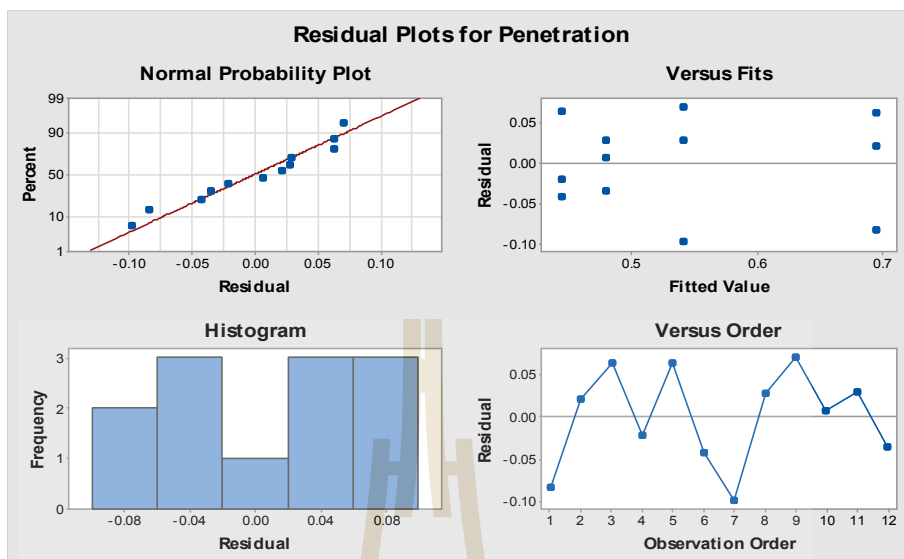 Residual Plots for Penetration
Normal Probability Plot
99
90
50
10
1
Percent
-0.10
-0.05
0.00
0.05
0.10
Residual
Versus Fits
0.05
0.00
-0.05
-0.10
Residual
0.5
0.6
0.7
Fitted Value
Histogram
3
2
1
0
Frequency
-0.08
-0.04
0.00
0.04
0.08
Residual
Versus Order
0.05
0.00
-0.05
-0.10
Residual
1 2 3 4 5 6 7 8 9 10 11 12
Observation Order